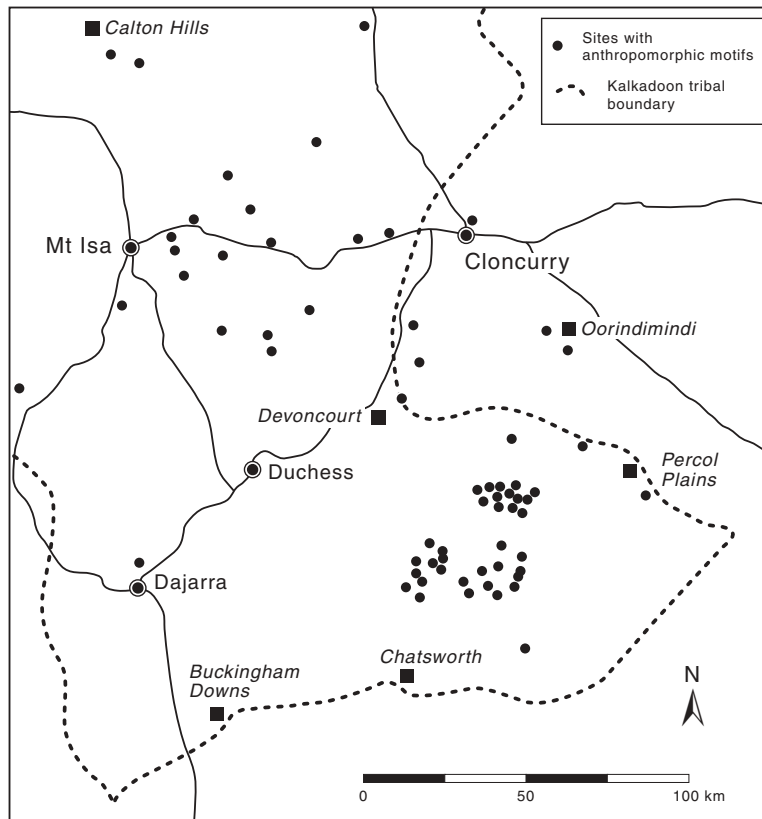 Calton Hills
Sites with
anthropomorphic motifs
Kalkadoon tribal
boundary
Mt Isa
Cloncurry
Oorindimindi
Devoncourt
Duchess
Percol
Plains
Dajarra
Chatsworth
Buckingham
Downs
N
0
50
100 km